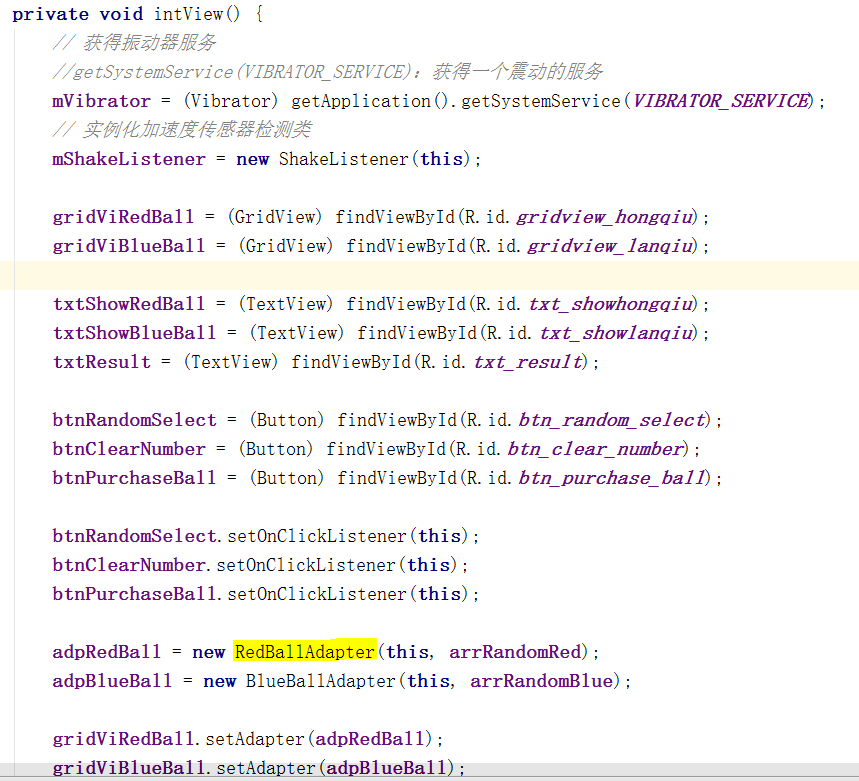 private void intView() {
// 获得振动器服务
//getSystemService(VIBRATOR_SERVICE)：获得一个震动的服务
mVibrator = (Vibrator) getApplication().getSystemService(VIBRATOR_SERVICE);
// 实例化加速度传感器检测类
mShakeListener = new ShakeListener(this);
gridViRedBall = (GridView) findViewById(R.id.gridview_hongqiu);
gridViBlueBall = (GridView) findViewById(R.id.gridview_lanqiu);
txtShowRedBall = (TextView) findViewById(R.id.txt_showhongqiu);
txtShowBlueBall = (TextView) findViewById(R.id.txt_showlanqiu);
txtResult = (TextView) findViewById(R.id.txt_result);
btnRandomSelect = (Button) findViewById(R.id.btn_random_select);
btnClearNumber = (Button) findViewById(R.id.btn_clear_number);
btnPurchaseBall = (Button) findViewById(R.id.btn_purchase_ball);
btnRandomSelect.setOnClickListener(this);
btnClearNumber.setOnClickListener(this);
btnPurchaseBall.setOnClickListener(this);
adpRedBall = new RedBallAdapter(this, arrRandomRed);
adpBlueBall = new BlueBallAdapter(this, arrRandomBlue);
gridViRedBall.setAdapter(adpRedBall);
gridViBlueBall.setAdapter(adpBlueBall);